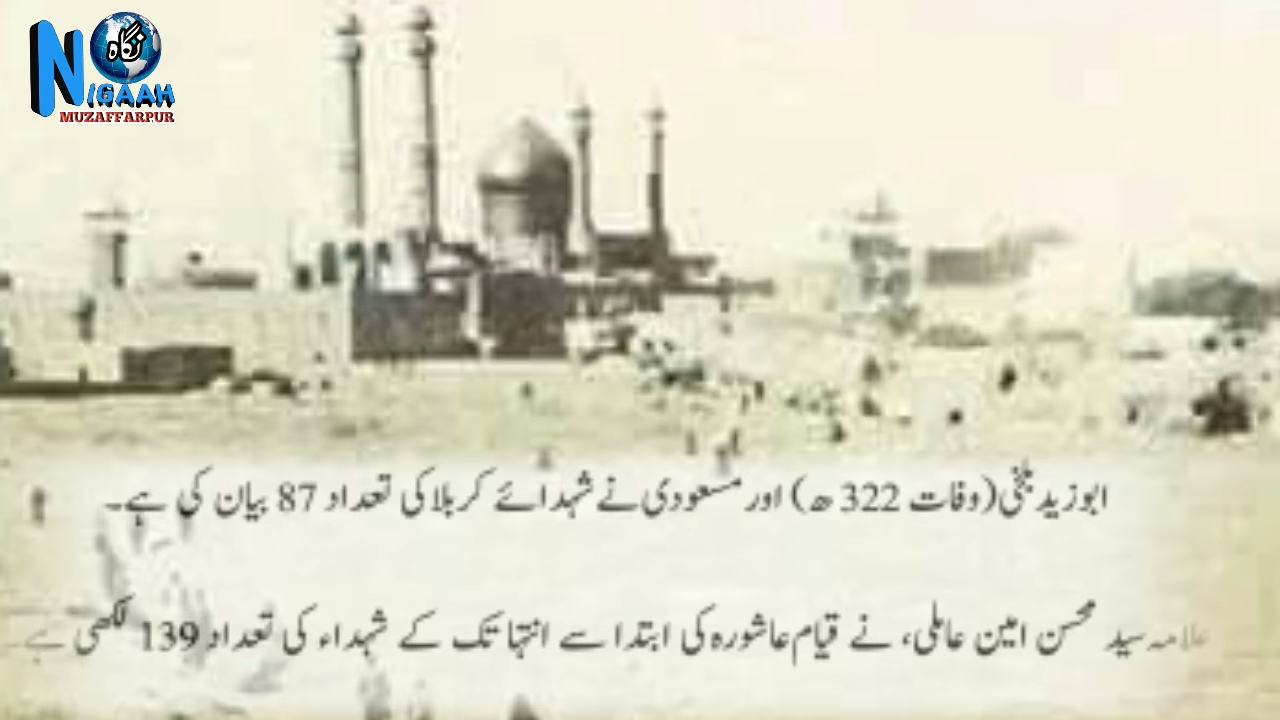 نگاہ
NIGAAH
MUZAFFARPUR
ابوزید بلخی(وفات 322 ھ) اور مسعودی نے شہدائے کربلا کی تعداد 87 بیان کی ہے۔
علامہ سید محسن امین عاملی، نے قیام عاشورہ کی ابتدا سے انتہا تک کے شہداء کی تعداد 139 لکھی ہے